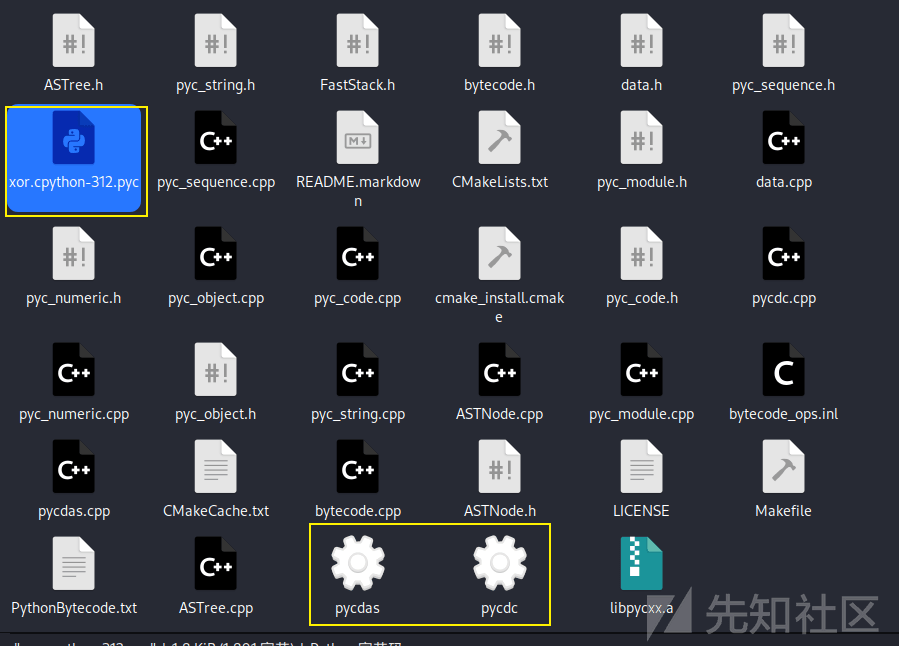 ASTree.h
pyc_string.h
FastStack.h
bytecode.h
data.h
pyc_sequence.h
xor.cpython-312.pyc
pyc_sequence.cpp
README.markdow
n
CMakeLists.txt
pyc_module.h
data.cpp
pyc_numeric.h
pyc_object.cpp
pyc_code.cpp
cmake_install.cmak
e
pyc_code.h
pycdc.cpp
pyc_numeric.cpp
pyc_object.h
pyc_string.cpp
ASTNode.cpp
pyc_module.cpp
bytecode_ops.inl
pycdas.cpp
CMakeCache.txt
bytecode.cpp
ASTNode.h
LICENSE
Makefile
PythonBytecode.txt
ASTree.cpp
pycdas
pycdc
libpycxx.a
先知社区